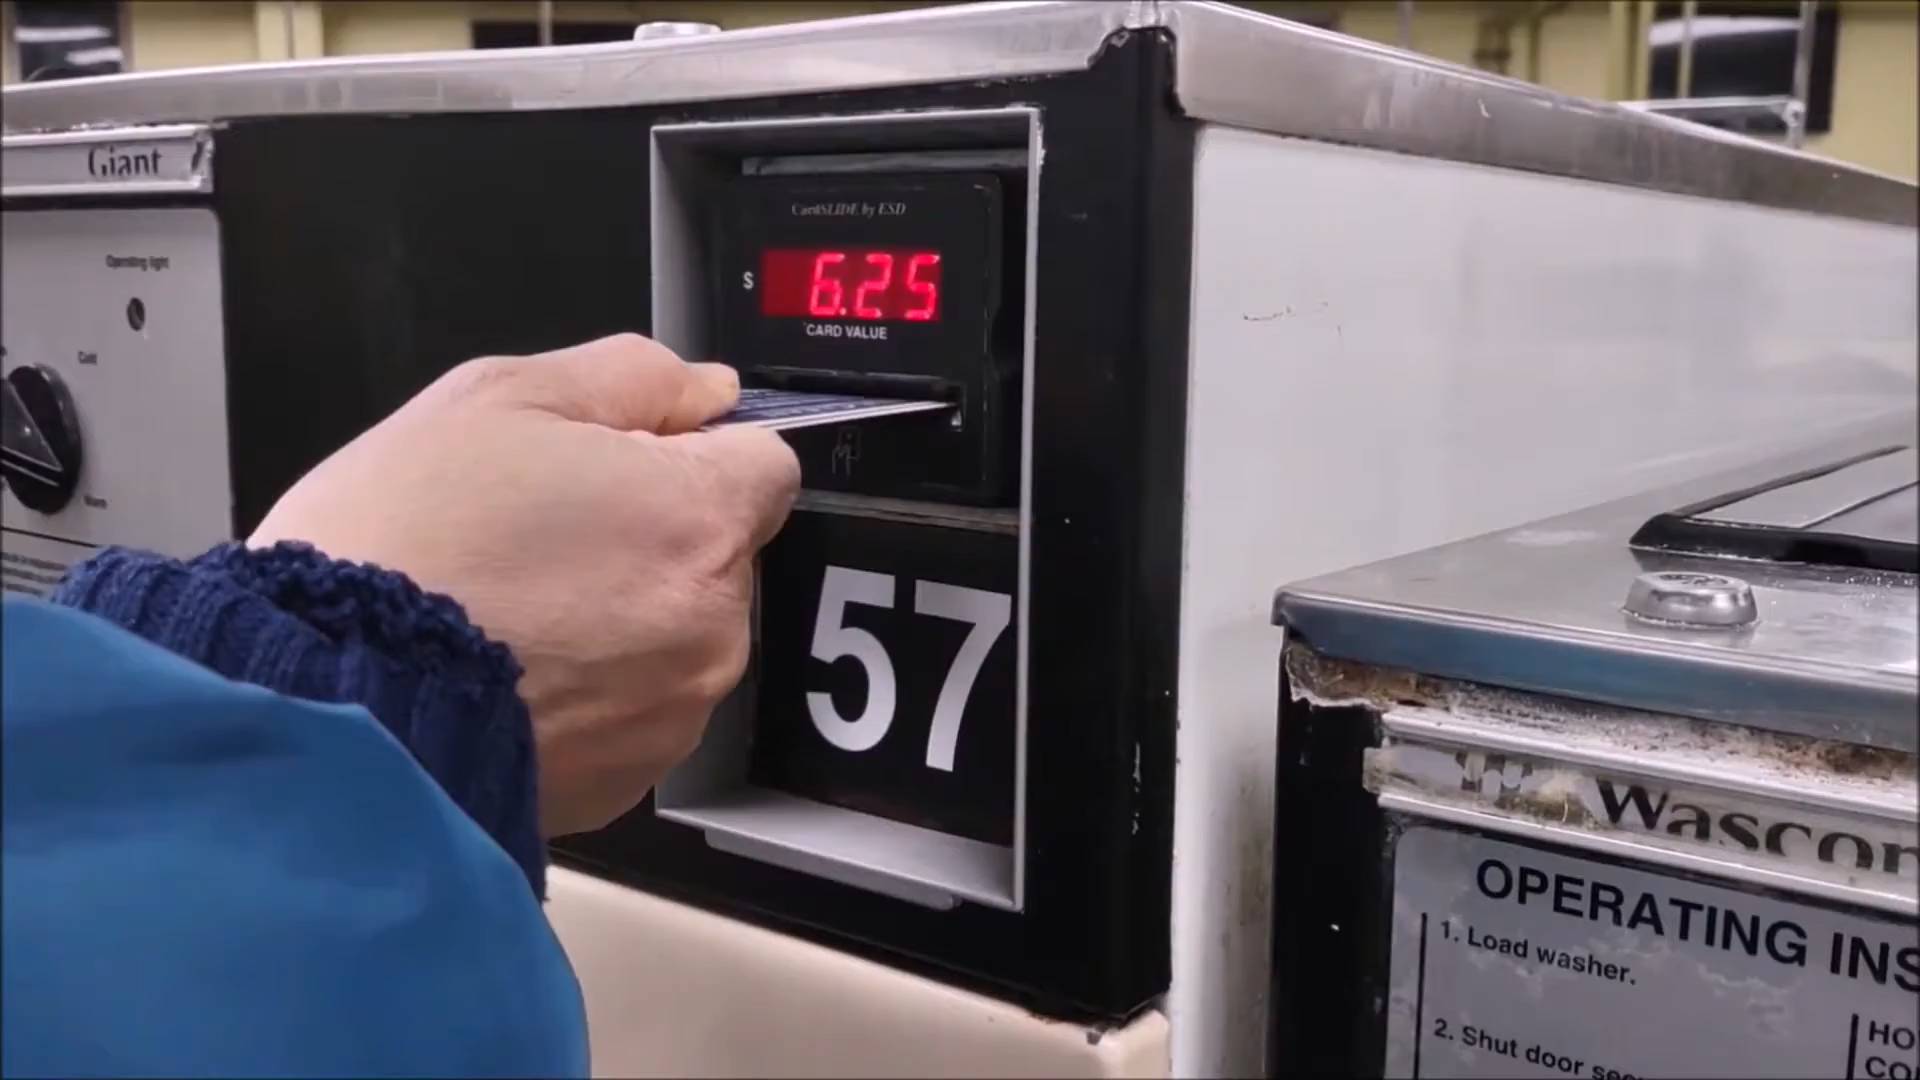 Giant
Operating light
Cold
Warm
CardSLIDE by ESD
$ 6.25
CARD VALUE
57
Wascom
OPERATING INS
1. Load washer.
2. Shut door sec
HO
CO